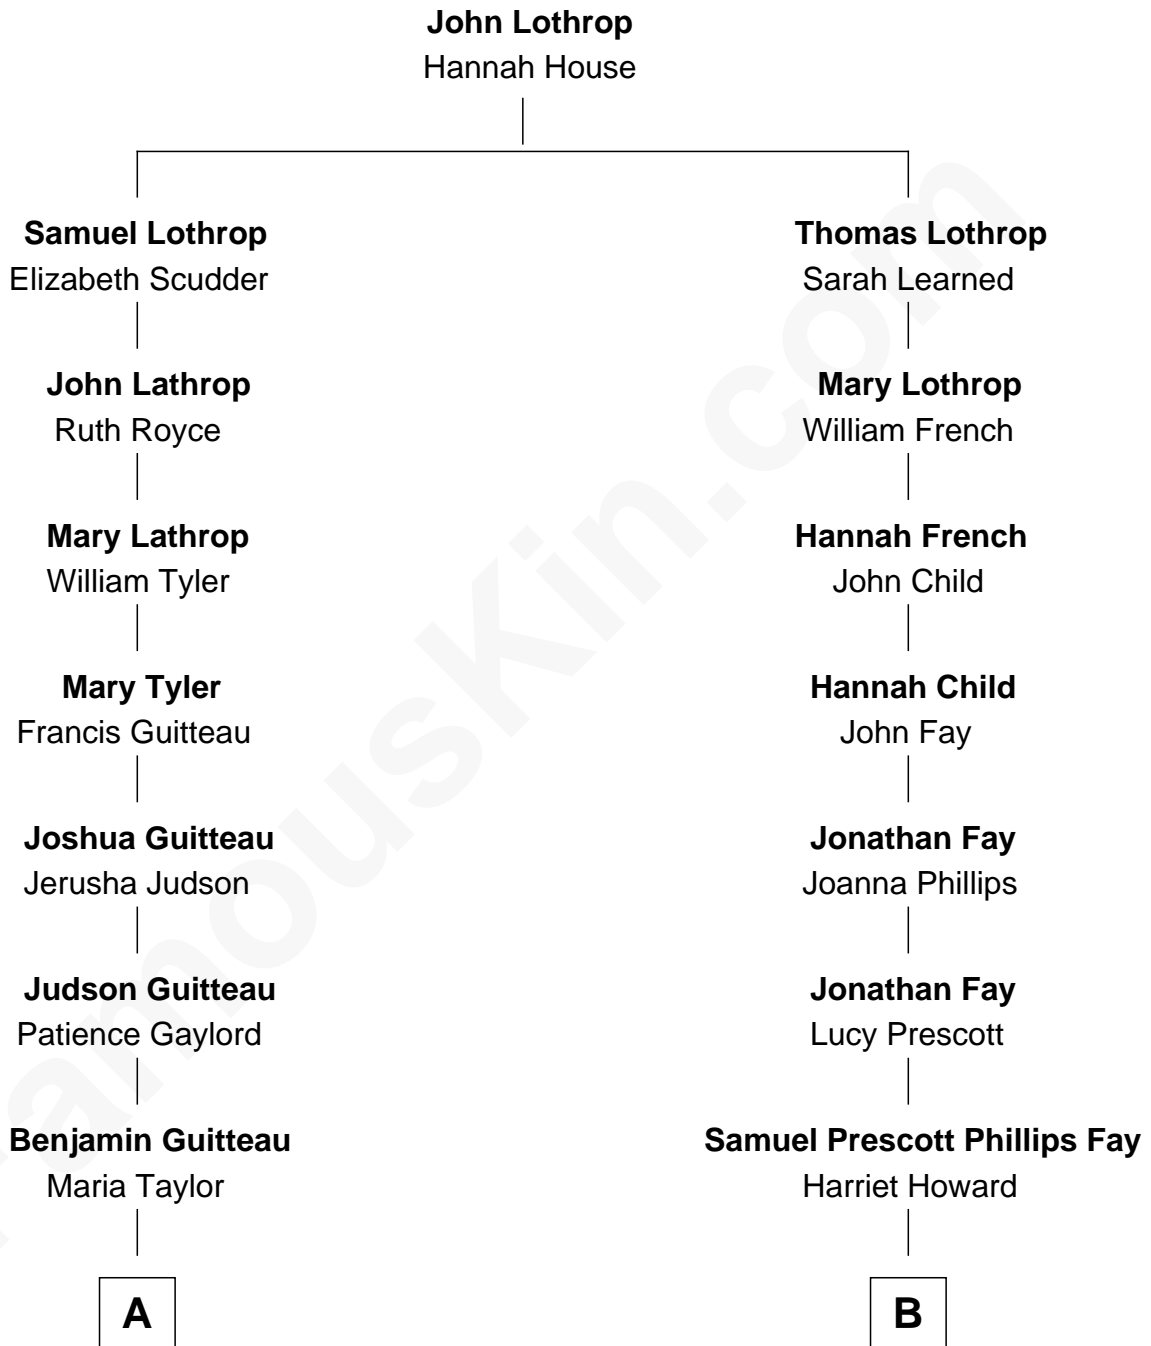 John Lothrop
Hannah House
Samuel Lothrop
Elizabeth Scudder
Thomas Lothrop
Sarah Learned
John Lathrop
Ruth Royce
Mary Lothrop
William French
Mary Lathrop
William Tyler
Hannah French
John Child
Mary Tyler
Francis Guitteau
Hannah Child
John Fay
Joshua Guitteau
Jerusha Judson
Jonathan Fay
Joanna Phillips
Judson Guitteau
Patience Gaylord
Jonathan Fay
Lucy Prescott
Benjamin Guitteau
Maria Taylor
Samuel Prescott Phillips Fay
Harriet Howard
A
B
FamousKin.com